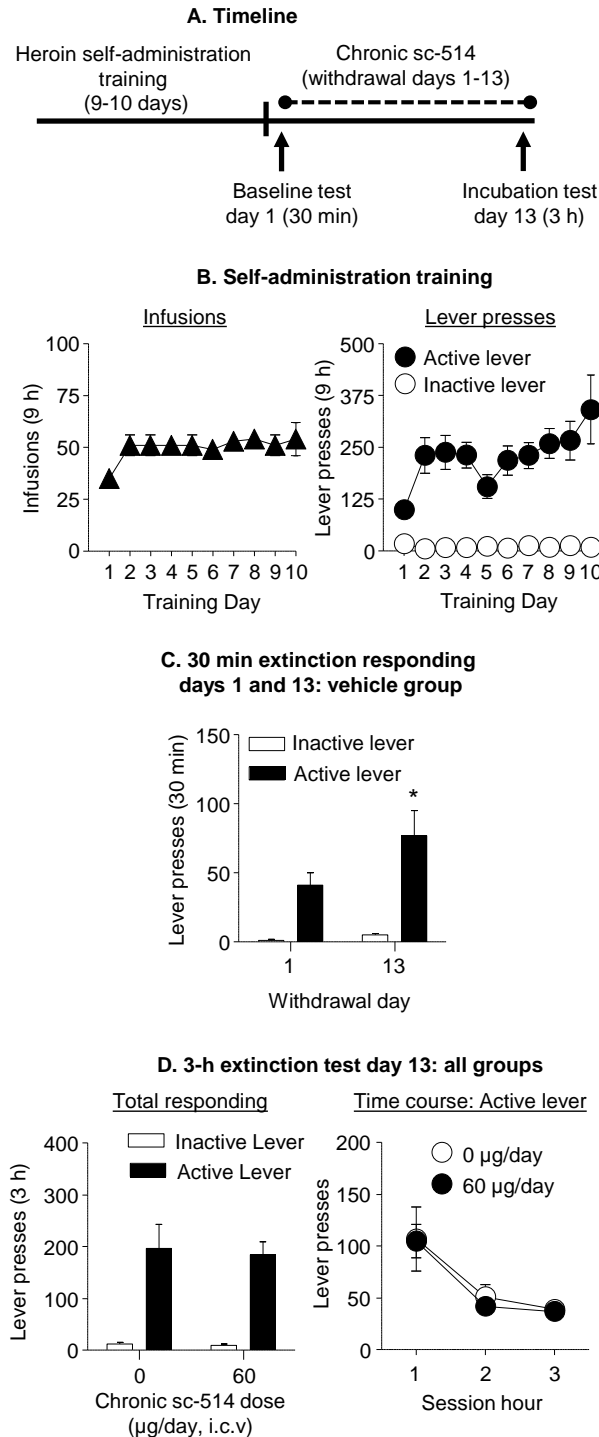 A. Timeline
Heroin self-administration
training
(9-10 days)
Chronic sc-514
(withdrawal days 1-13)
Baseline test
day 1 (30 min)
Incubation test
day 13 (3 h)
B. Self-administration training
Infusions
Infusions (9 h)
100
75
50
25
0
1 2 3 4 5 6 7 8 9 10
Training Day
Lever presses
Active lever
Inactive lever
Lever presses (9 h)
500
375
250
125
0
1 2 3 4 5 6 7 8 9 10
Training Day
C. 30 min extinction responding
days 1 and 13: vehicle group
Inactive lever
Active lever
*
Lever presses (30 min)
150
100
50
0
1 13
Withdrawal day
D. 3-h extinction test day 13: all groups
Total responding
Inactive Lever
Active Lever
Lever presses (3 h)
400
300
200
100
0
0 60
Chronic sc-514 dose
(µg/day, i.c.v)
Time course: Active lever
0 µg/day
60 µg/day
Lever presses
200
150
100
50
0
1 2 3
Session hour